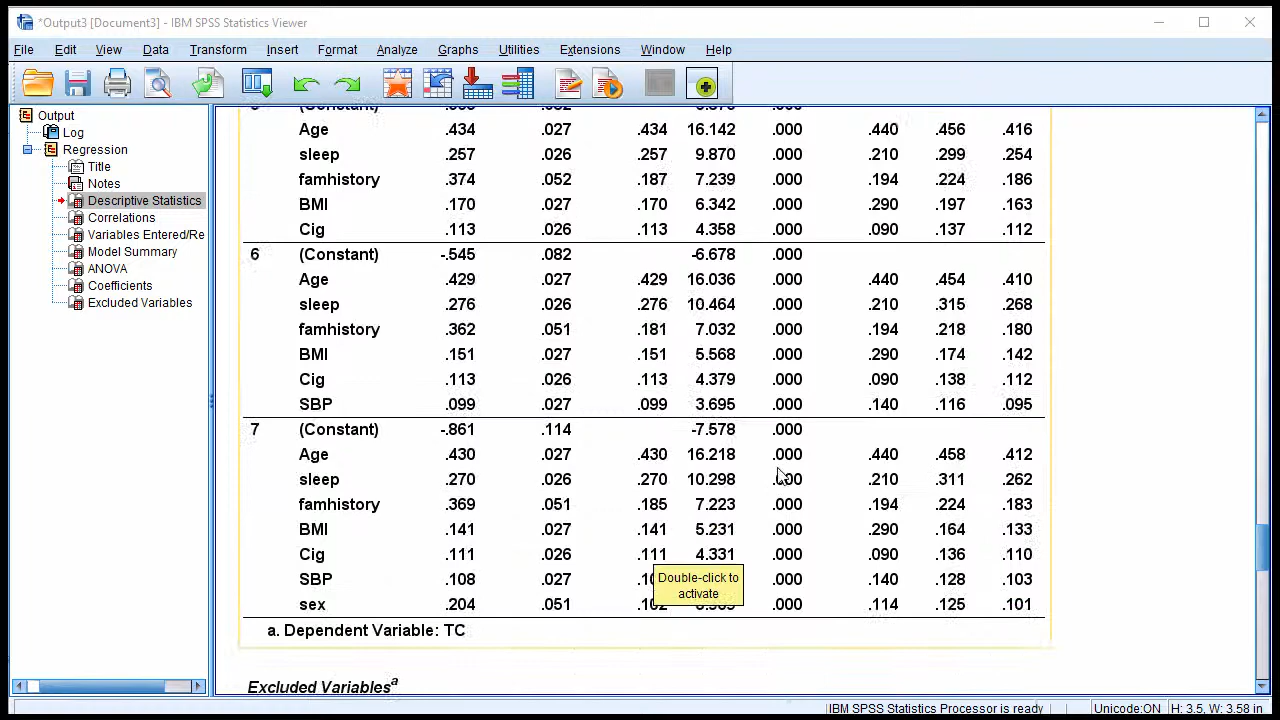 *Output3 [Document3] - IBM SPSS Statistics Viewer
File Edit View Data Transform Insert Format Analyze Graphs Utilities Extensions Window Help
Output
Log
Regression
Title
Notes
Descriptive Statistics
Correlations
Variables Entered/Re
Model Summary
ANOVA
Coefficients
Excluded Variables
(Constant)
Age .434 .027 .434 16.142 .000 .440 .456 .416
sleep .257 .026 .257 9.870 .000 .210 .299 .254
famhistory .374 .052 .187 7.239 .000 .194 .224 .186
BMI .170 .027 .170 6.342 .000 .290 .197 .163
Cig .113 .026 .113 4.358 .000 .090 .137 .112
6 (Constant) -.545 .082 -6.678 .000
Age .429 .027 .429 16.036 .000 .440 .454 .410
sleep .276 .026 .276 10.464 .000 .210 .315 .268
famhistory .362 .051 .181 7.032 .000 .194 .218 .180
BMI .151 .027 .151 5.568 .000 .290 .174 .142
Cig .113 .026 .113 4.379 .000 .090 .138 .112
SBP .099 .027 .099 3.695 .000 .140 .116 .095
7 (Constant) -.861 .114 -7.578 .000
Age .430 .027 .430 16.218 .000 .440 .458 .412
sleep .270 .026 .270 10.298 .000 .210 .311 .262
famhistory .369 .051 .185 7.223 .000 .194 .224 .183
BMI .141 .027 .141 5.231 .000 .290 .164 .133
Cig .111 .026 .111 4.331 .000 .090 .136 .110
SBP .108 .027 .000 .140 .128 .103
sex .204 .051 .000 .114 .125 .101
Double-click to
activate
a. Dependent Variable: TC
Excluded Variablesa
IBM SPSS Statistics Processor is ready Unicode:ON H: 3.5, W: 3.58 in